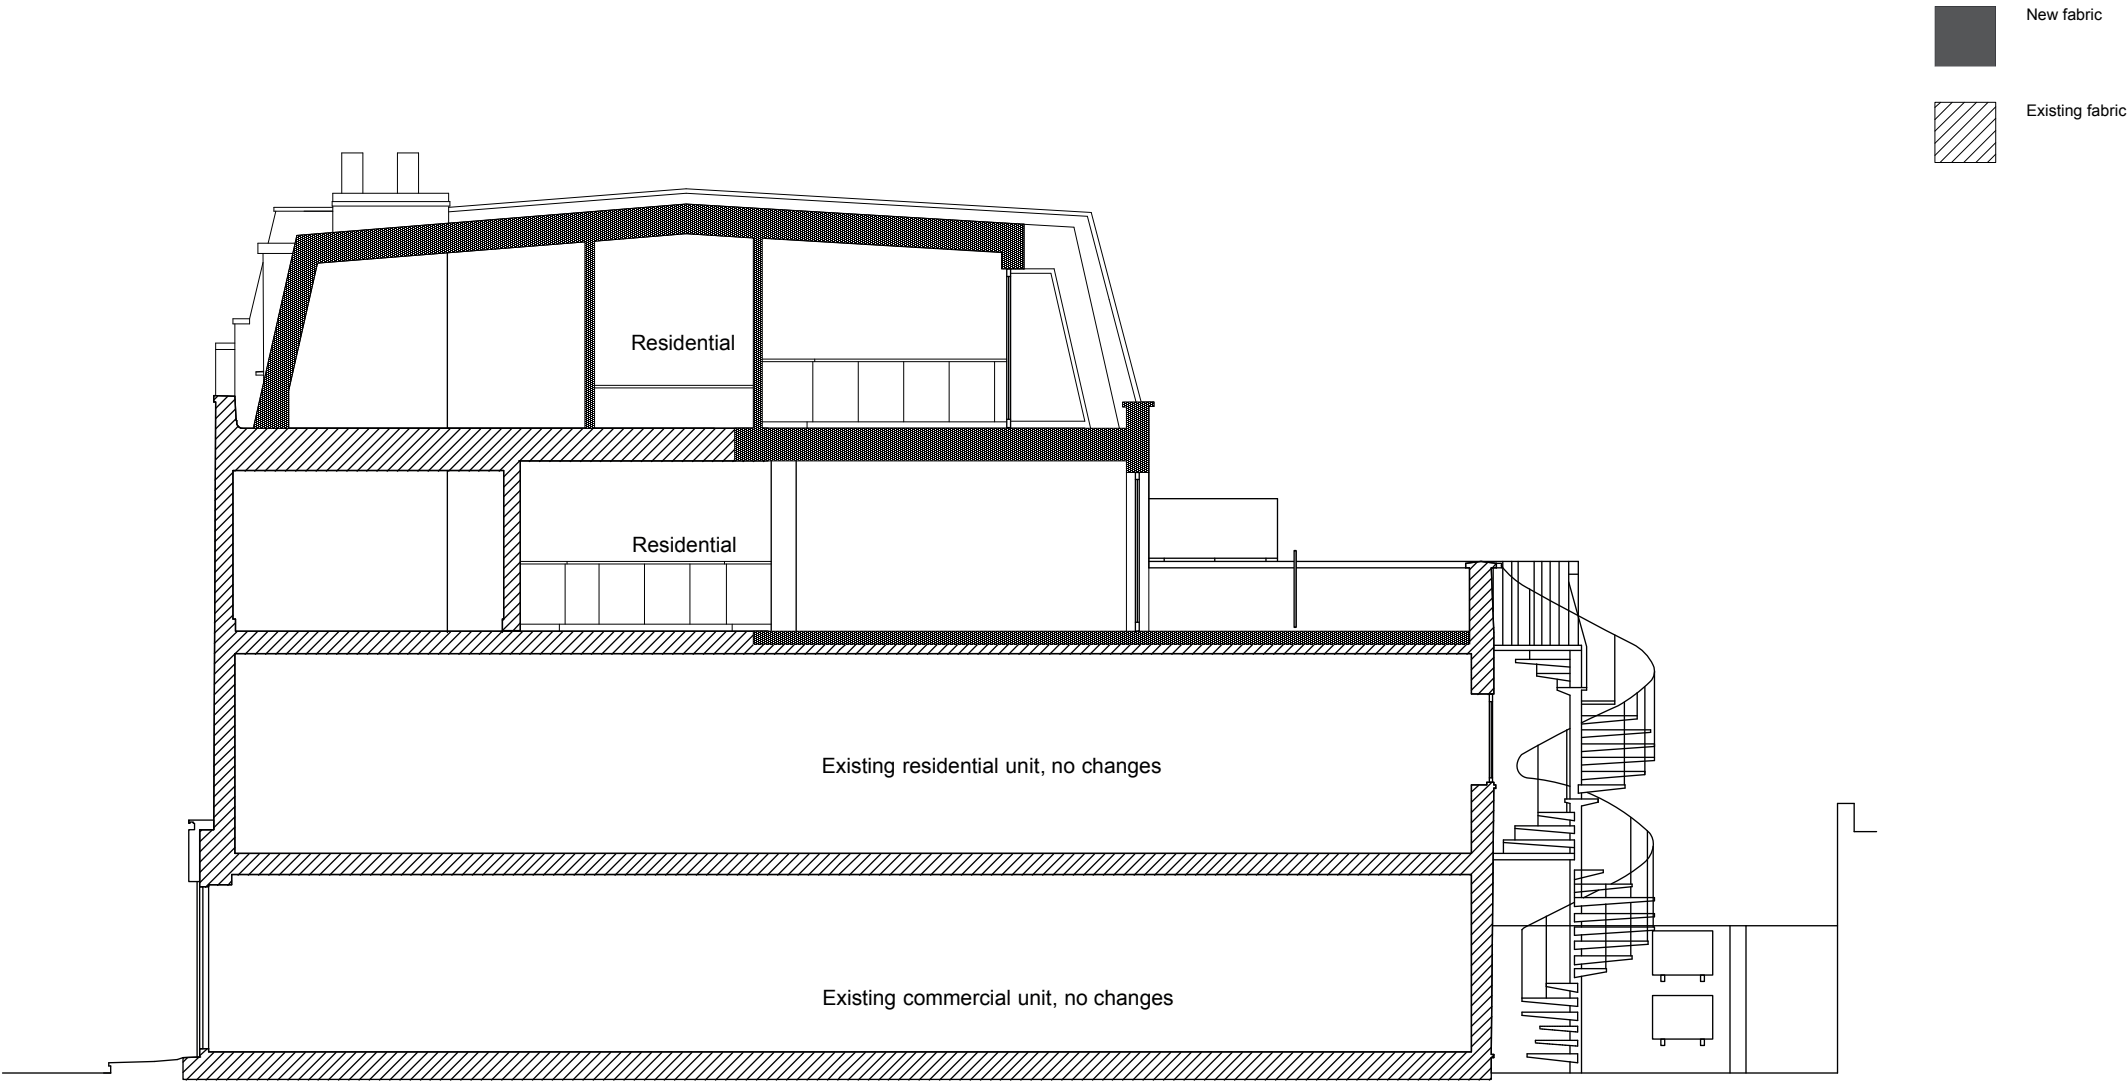 New fabric
Existing fabric
Residential
Residential
Existing residential unit, no changes
Existing commercial unit, no changes